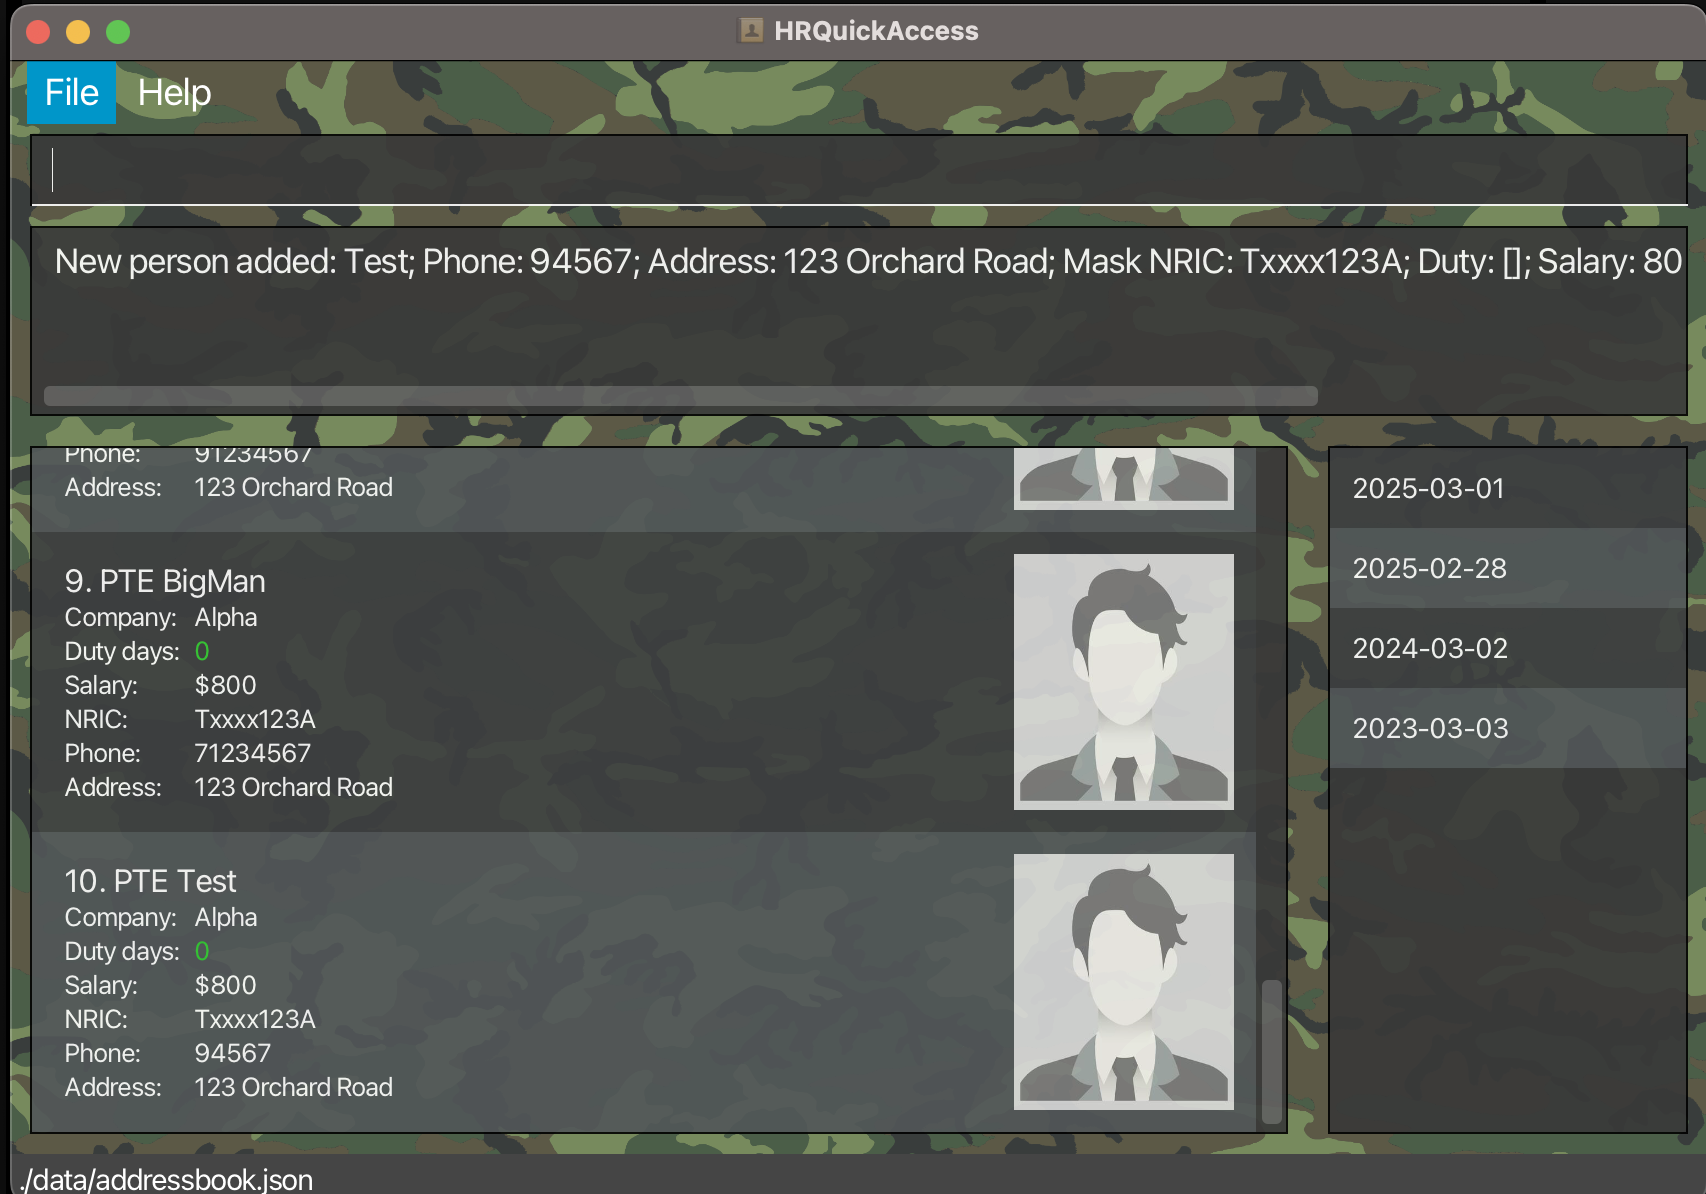 HRQuickAccess
File Help
New person added: Test; Phone: 94567; Address: 123 Orchard Road; Mask NRIC: Txxxx123A; Duty: []; Salary: 80
Phone: 91234567
Address: 123 Orchard Road
9. PTE BigMan
Company: Alpha
Duty days: 0
Salary: $800
NRIC: Txxxx123A
Phone: 71234567
Address: 123 Orchard Road
10. PTE Test
Company: Alpha
Duty days: 0
Salary: $800
NRIC: Txxxx123A
Phone: 94567
Address: 123 Orchard Road
2025-03-01
2025-02-28
2024-03-02
2023-03-03
./data/addressbook.json